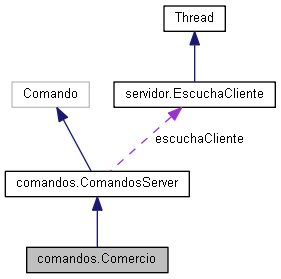 Thread
Comando
servidor.EscuchaCliente
escuchaCliente
comandos.ComandosServer
comandos.Comercio